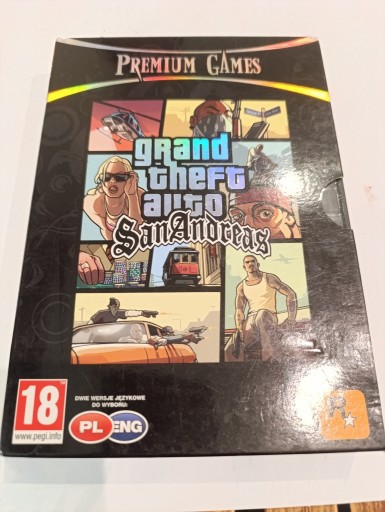 PREMIUM GAMES
grand
theft
auto
San Andreas
18
www.pegi.info
DWIE WERSJE JĘZYKOWE
DO WYBORU:
PL ENG
R